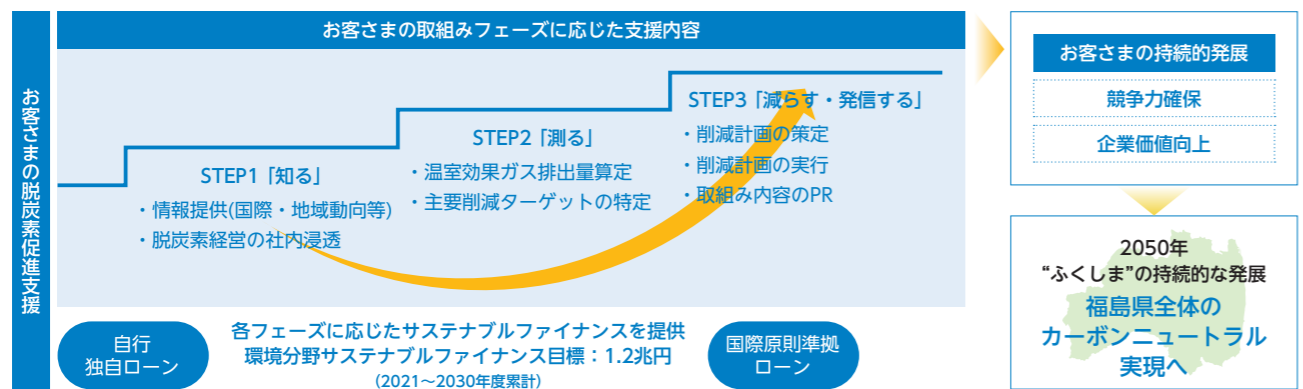 お客さまの脱炭素促進支援
お客さまの取組みフェーズに応じた支援内容
STEP1「知る」
・情報提供(国際・地域動向等)
・脱炭素経営の社内浸透
STEP2「測る」
・温室効果ガス排出量算定
・主要削減ターゲットの特定
STEP3「減らす・発信する」
・削減計画の策定
・削減計画の実行
・取組み内容のPR
自行
独自ローン
各フェーズに応じたサステナブルファイナンスを提供
環境分野サステナブルファイナンス目標：1.2兆円
(2021～2030年度累計)
国際原則準拠
ローン
お客さまの持続的発展
競争力確保
企業価値向上
2050年
“ふくしま”の持続的な発展
福島県全体の
カーボンニュートラル
実現へ